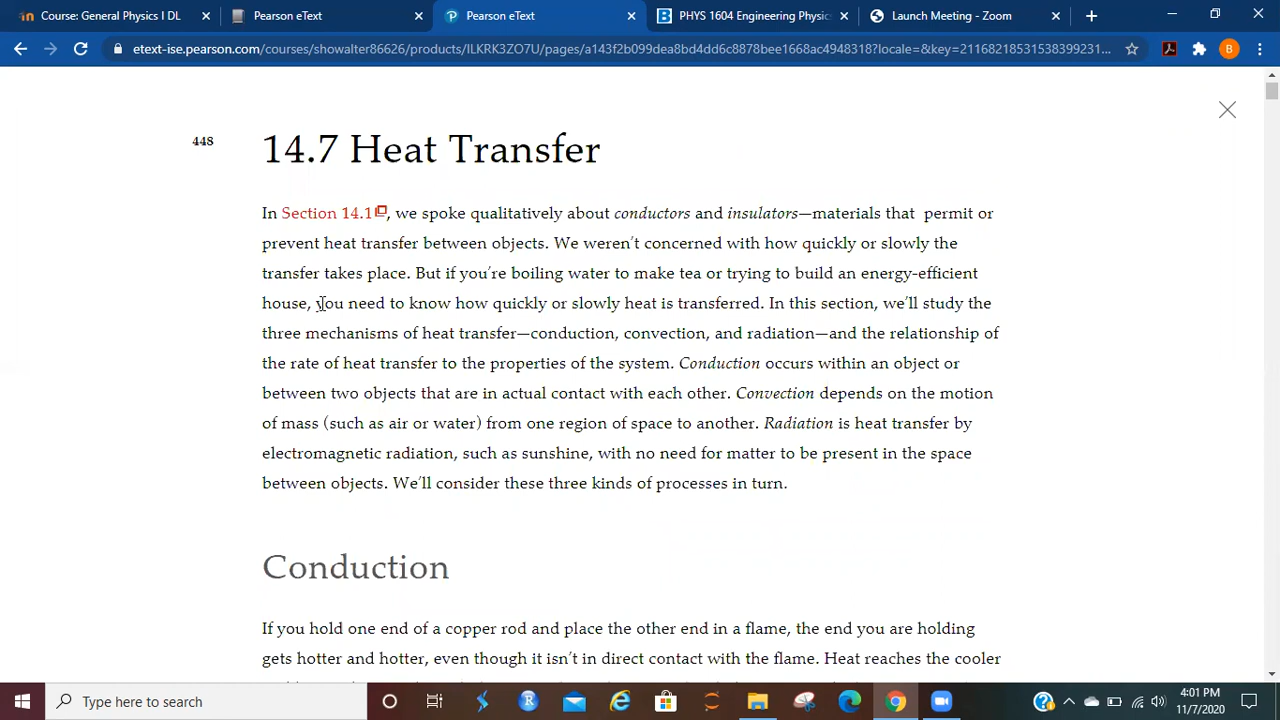 Course: General Physics I DL
Pearson eText
Pearson eText
PHYS 1604 Engineering Physics
Launch Meeting - Zoom
etext-ise.pearson.com/courses/showalter86626/products/ILKRK3ZO7U/pages/a143f2b099dea8bd4dd6c8878bee1668ac4948318?locale=&key=21168218531538399231...
B
448
14.7 Heat Transfer
In Section 14.1, we spoke qualitatively about conductors and insulators—materials that permit or
prevent heat transfer between objects. We weren't concerned with how quickly or slowly the
transfer takes place. But if you're boiling water to make tea or trying to build an energy-efficient
house, you need to know how quickly or slowly heat is transferred. In this section, we'll study the
three mechanisms of heat transfer—conduction, convection, and radiation—and the relationship of
the rate of heat transfer to the properties of the system. Conduction occurs within an object or
between two objects that are in actual contact with each other. Convection depends on the motion
of mass (such as air or water) from one region of space to another. Radiation is heat transfer by
electromagnetic radiation, such as sunshine, with no need for matter to be present in the space
between objects. We'll consider these three kinds of processes in turn.
Conduction
If you hold one end of a copper rod and place the other end in a flame, the end you are holding
gets hotter and hotter, even though it isn't in direct contact with the flame. Heat reaches the cooler
Type here to search
4:01 PM
11/7/2020